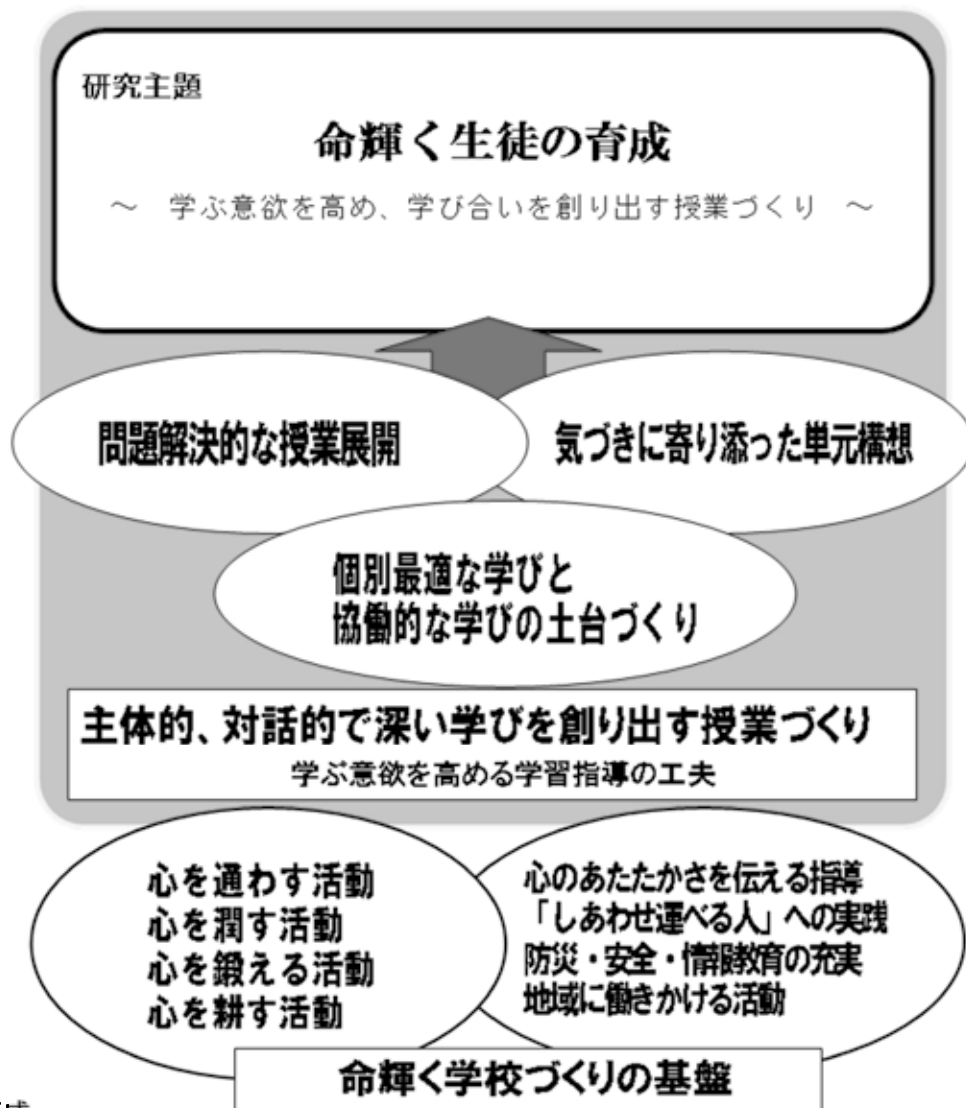 研究主題
命輝く生徒の育成
～ 学ぶ意欲を高め、学び合いを創り出す授業づくり ～
問題解決的な授業展開
気づきに寄り添った単元構想
個別最適な学びと
協働的な学びの土台づくり
主体的、対話的で深い学びを創り出す授業づくり
学ぶ意欲を高める学習指導の工夫
心を通わす活動
心を潤す活動
心を鍛える活動
心を耕す活動
心のあたたかさを伝える指導
「しあわせ運べる人」への実践
防災・安全・情報教育の充実
地域に働きかける活動
命輝く学校づくりの基盤